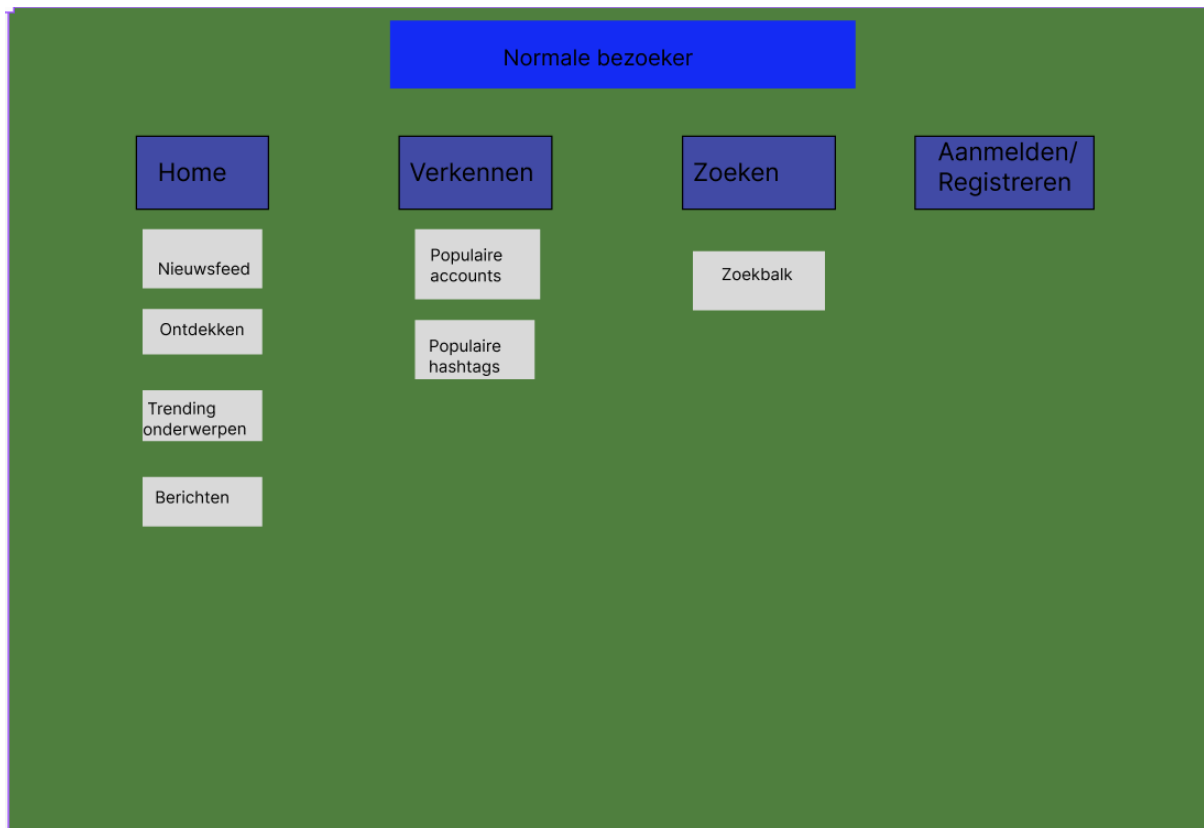 Normale bezoeker
Home
Verkennen
Zoeken
Aanmelden/
Registreren
Nieuwsfeed
Ontdekken
Trending
onderwerpen
Berichten
Populaire
accounts
Populaire
hashtags
Zoekbalk